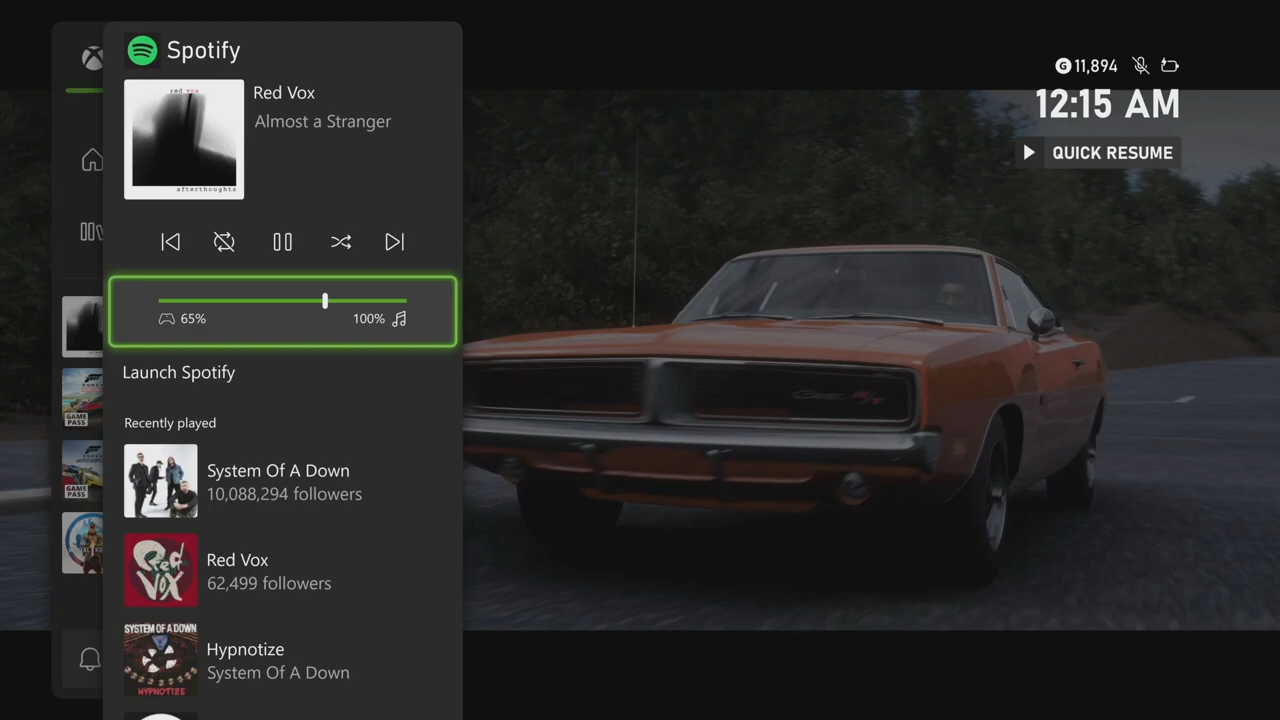 Spotify
red vox
afterthoughts
Red Vox
Almost a Stranger
65%
100%
Launch Spotify
Recently played
System Of A Down
10,088,294 followers
Red Vox
Red Vox
62,499 followers
SYSTEM OF A DOWN
HYPNOTIZE
Hypnotize
System Of A Down
GAME PASS
GAME PASS
G 11,894
12:15 AM
QUICK RESUME
R/T